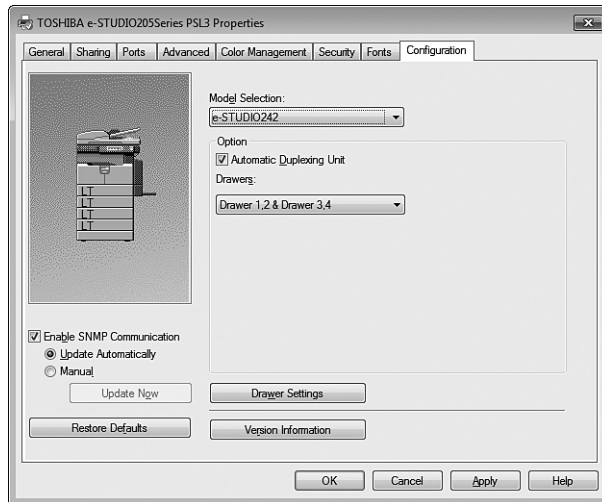 TOSHIBA e-STUDIO205Series PSL3 Properties
General Sharing Ports Advanced Color Management Security Fonts Configuration
Model Selection:
e-STUDIO242
Option
Automatic Duplexing Unit
Drawers:
Drawer 1,2 & Drawer 3,4
LT
LT
LT
LT
Enable SNMP Communication
Update Automatically
Manual
Update Now
Drawer Settings
Restore Defaults
Version Information
OK Cancel Apply Help